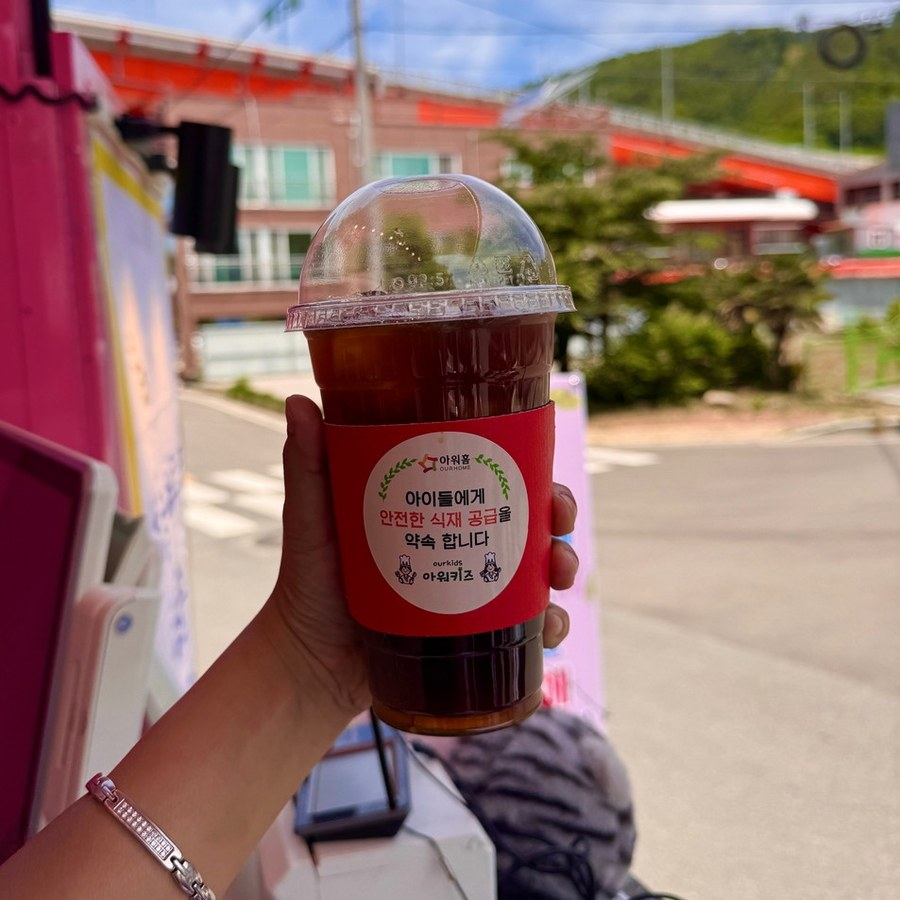 아워홈
OURHOME
아이들에게
안전한 식재 공급을
약속 합니다
ourkids
아워키즈